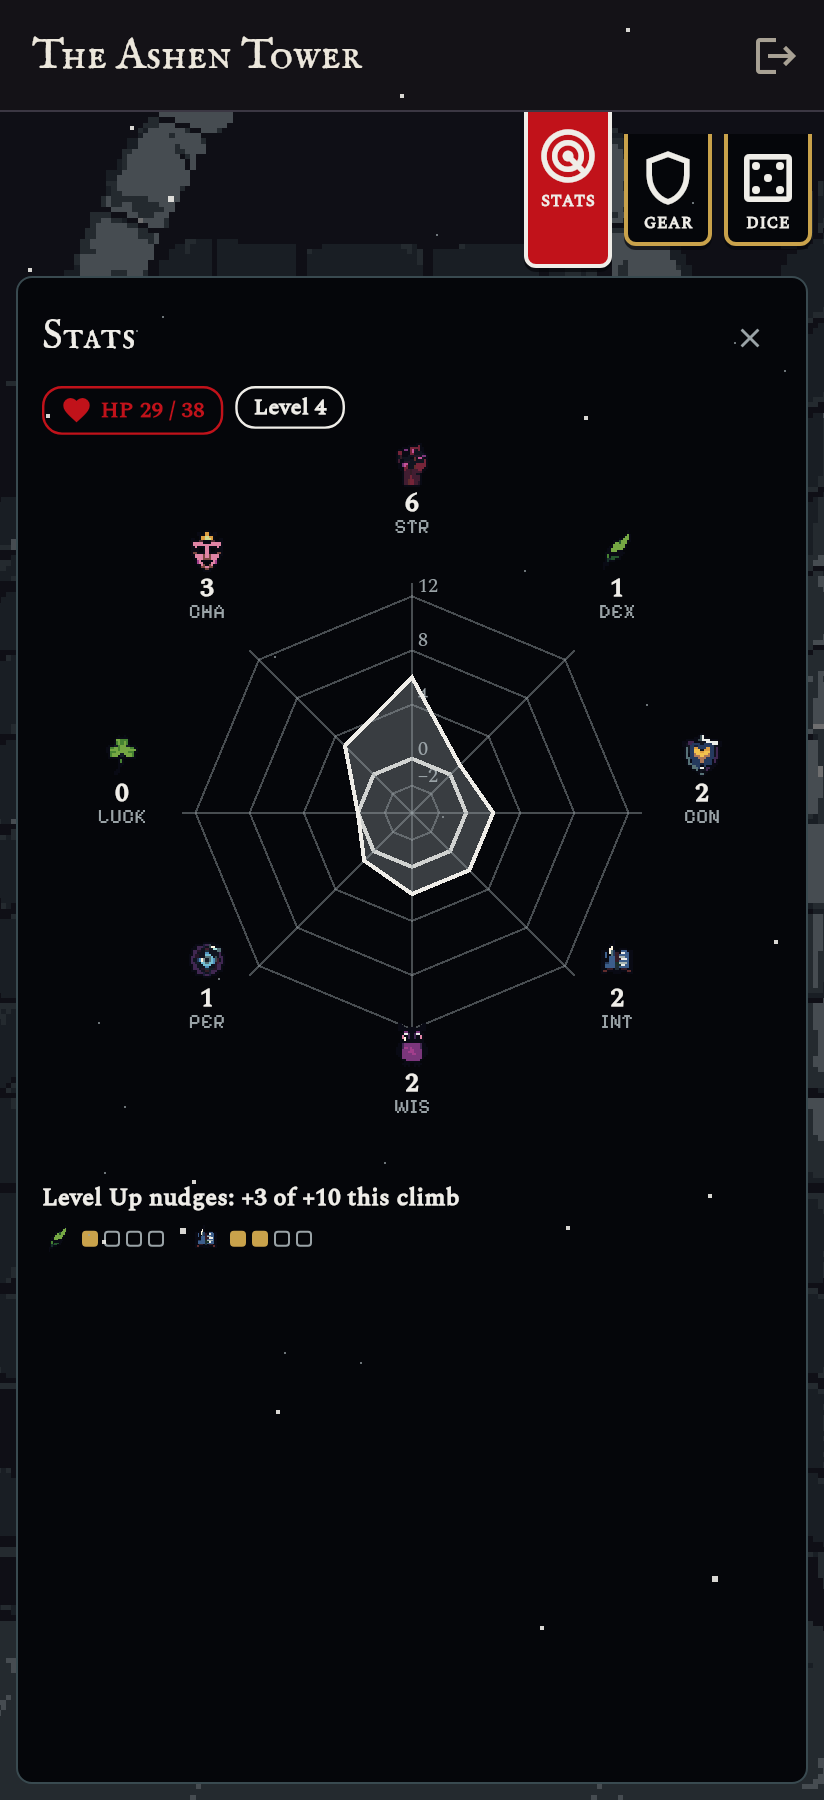 The Ashen Tower
STATS
GEAR
DICE
Stats
HP 29 / 38
Level 4
6
STR
3
CHA
1
DEX
12
8
4
0
−2
0
LUCK
2
CON
1
PER
2
INT
2
WIS
Level Up nudges: +3 of +10 this climb